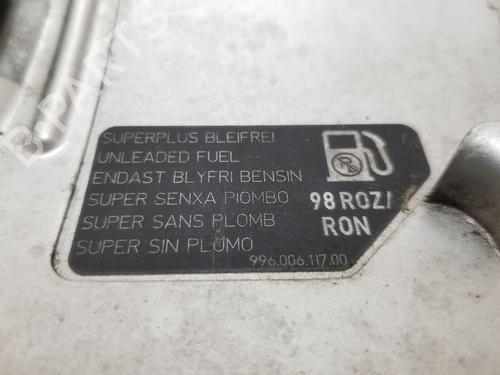 SUPERPLUS BLEIFREI
UNLEADED FUEL
ENDAST BLYFRI BENSIN
SUPER SENXA PIOMBO
SUPER SANS PLOMB
SUPER SIN PLOMO
98 ROZ/
RON
996.006.117.00
B-PARTS